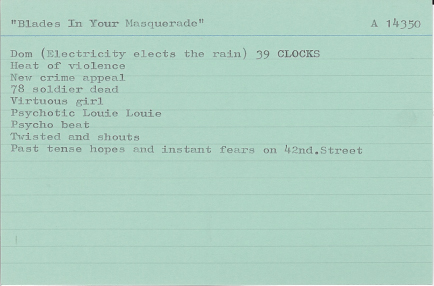 "Blades In Your Masquerade" A 14350
Dom (Electricity elects the rain) 39 CLOCKS
Heat of violence
New crime appeal
78 soldier dead
Virtuous girl
Psychotic Louie Louie
Psycho beat
Twisted and shouts
Past tense hopes and instant fears on 42nd.Street